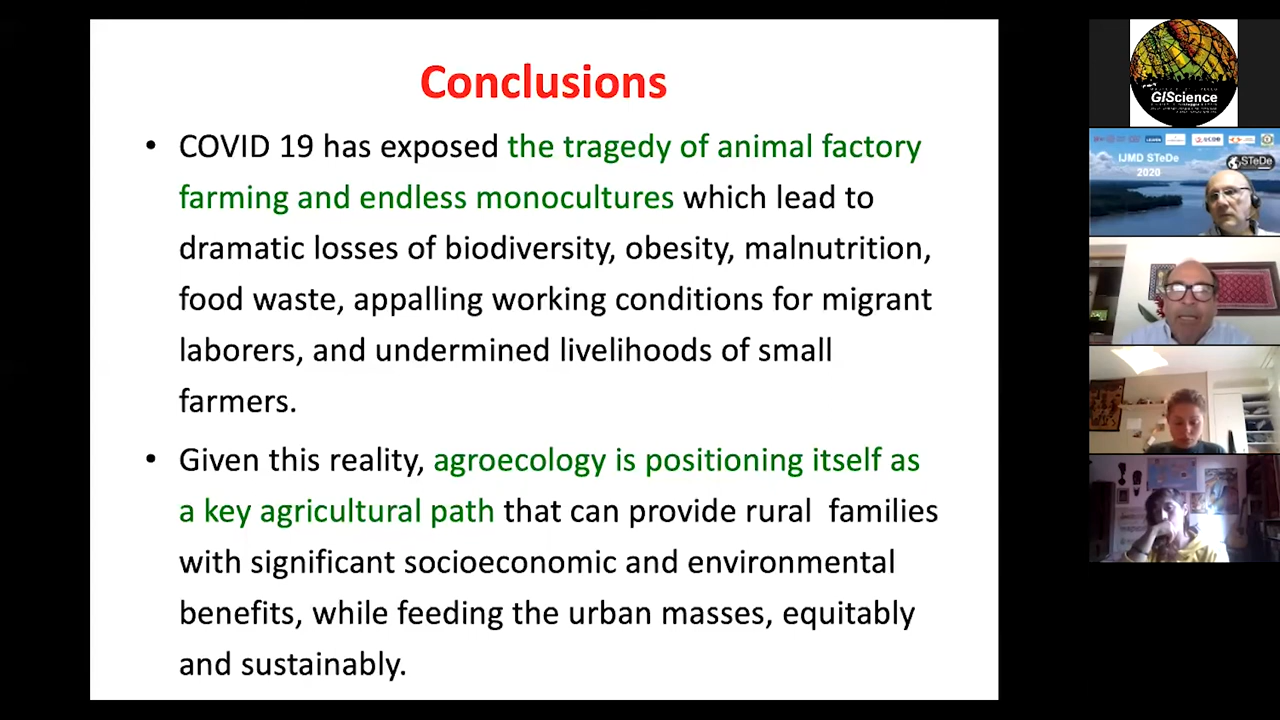 Conclusions
• COVID 19 has exposed the tragedy of animal factory
farming and endless monocultures which lead to
dramatic losses of biodiversity, obesity, malnutrition,
food waste, appalling working conditions for migrant
laborers, and undermined livelihoods of small
farmers.
• Given this reality, agroecology is positioning itself as
a key agricultural path that can provide rural  families
with significant socioeconomic and environmental
benefits, while feeding the urban masses, equitably
and sustainably.
GIScience
IJMD STeDe
2020
STeDe